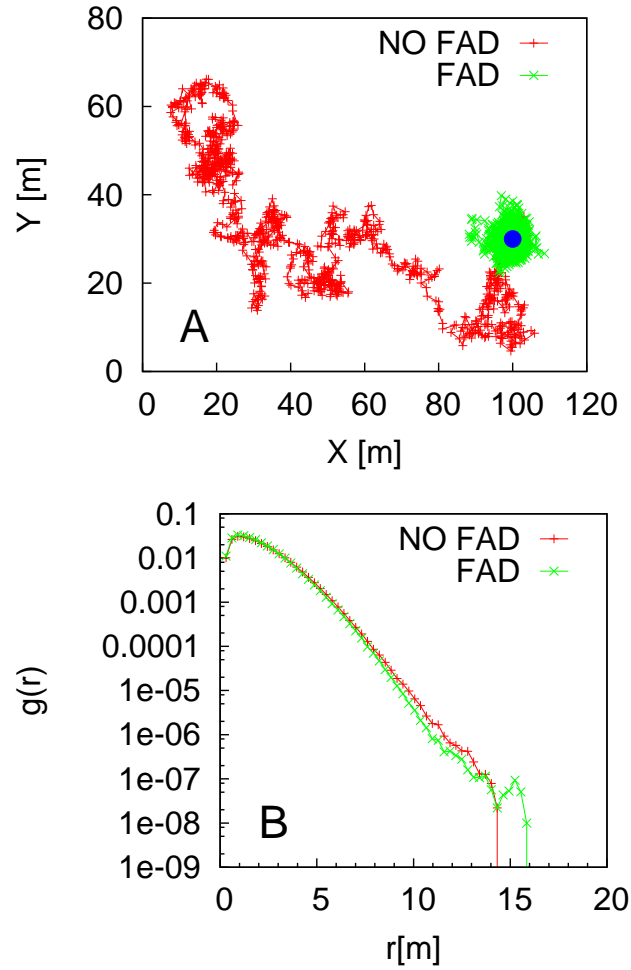 80
NO FAD
FAD
60
Y [m]
40
20
A
0
0 20 40 60 80 100 120
X [m]
0.1
NO FAD
FAD
0.01
0.001
0.0001
g(r)
1e-05
1e-06
1e-07
1e-08
B
1e-09
0 5 10 15 20
r[m]